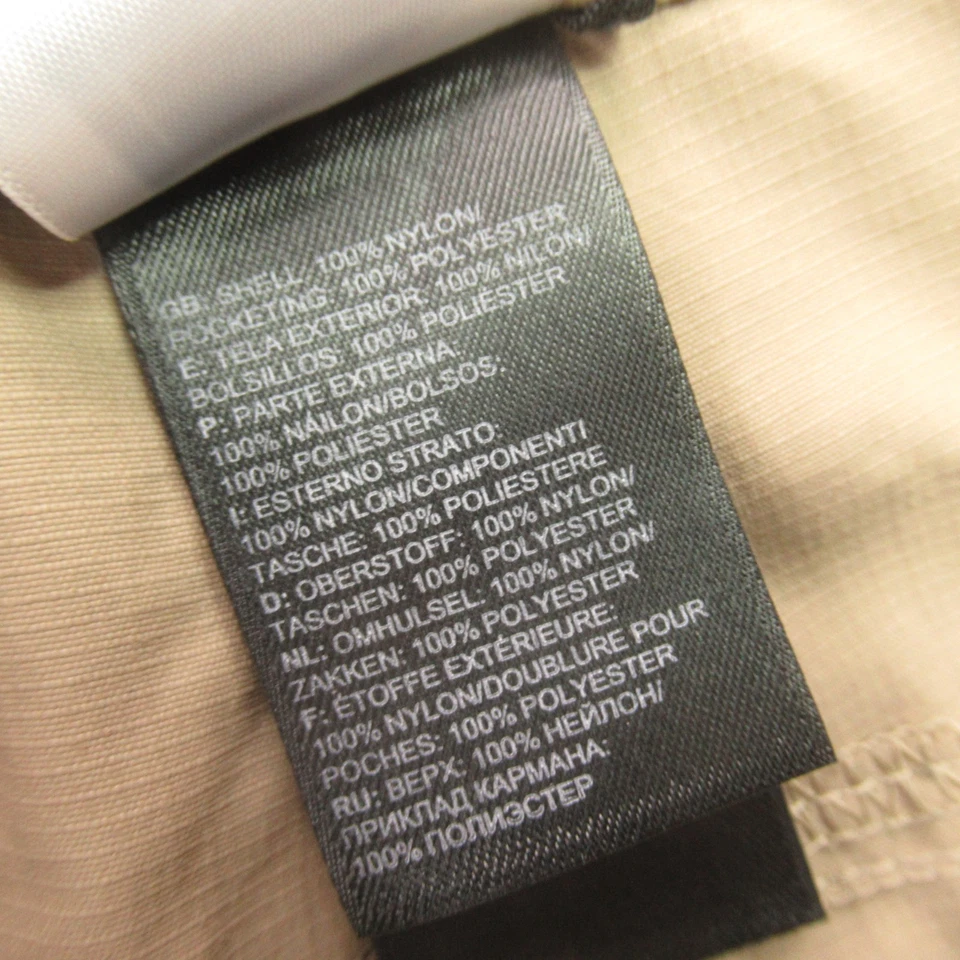 GB: SHELL: 100% NYLON/
POCKETING: 100% POLYESTER
E: TELA EXTERIOR: 100% NILON/
BOLSILLOS: 100% POLIESTER
P: PARTE EXTERNA:
100% NÁILON/BOLSOS:
100% POLIÉSTER
I: ESTERNO STRATO:
100% NYLON/COMPONENTI
TASCHE: 100% POLIESTERE
D: OBERSTOFF: 100% NYLON/
TASCHEN: 100% POLYESTER
NL: OMHULSEL: 100% NYLON/
ZAKKEN: 100% POLYESTER
F: ÉTOFFE EXTÉRIEURE:
100% NYLON/DOUBLURE POUR
POCHES: 100% POLYESTER
RU: ВЕРХ: 100% НЕЙЛОН/
ПРИКЛАД КАРМАНА:
100% ПОЛИЭСТЕР